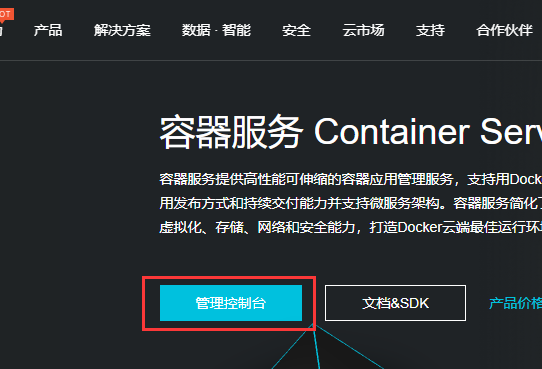 产品 解决方案 数据 · 智能 安全 云市场 支持 合作伙伴
容器服务 Container Serv
容器服务提供高性能可伸缩的容器应用管理服务，支持用Dock
用发布方式和持续交付能力并支持微服务架构。容器服务简化了
虚拟化、存储、网络和安全能力，打造Docker云端最佳运行环境
管理控制台 文档&SDK 产品价格